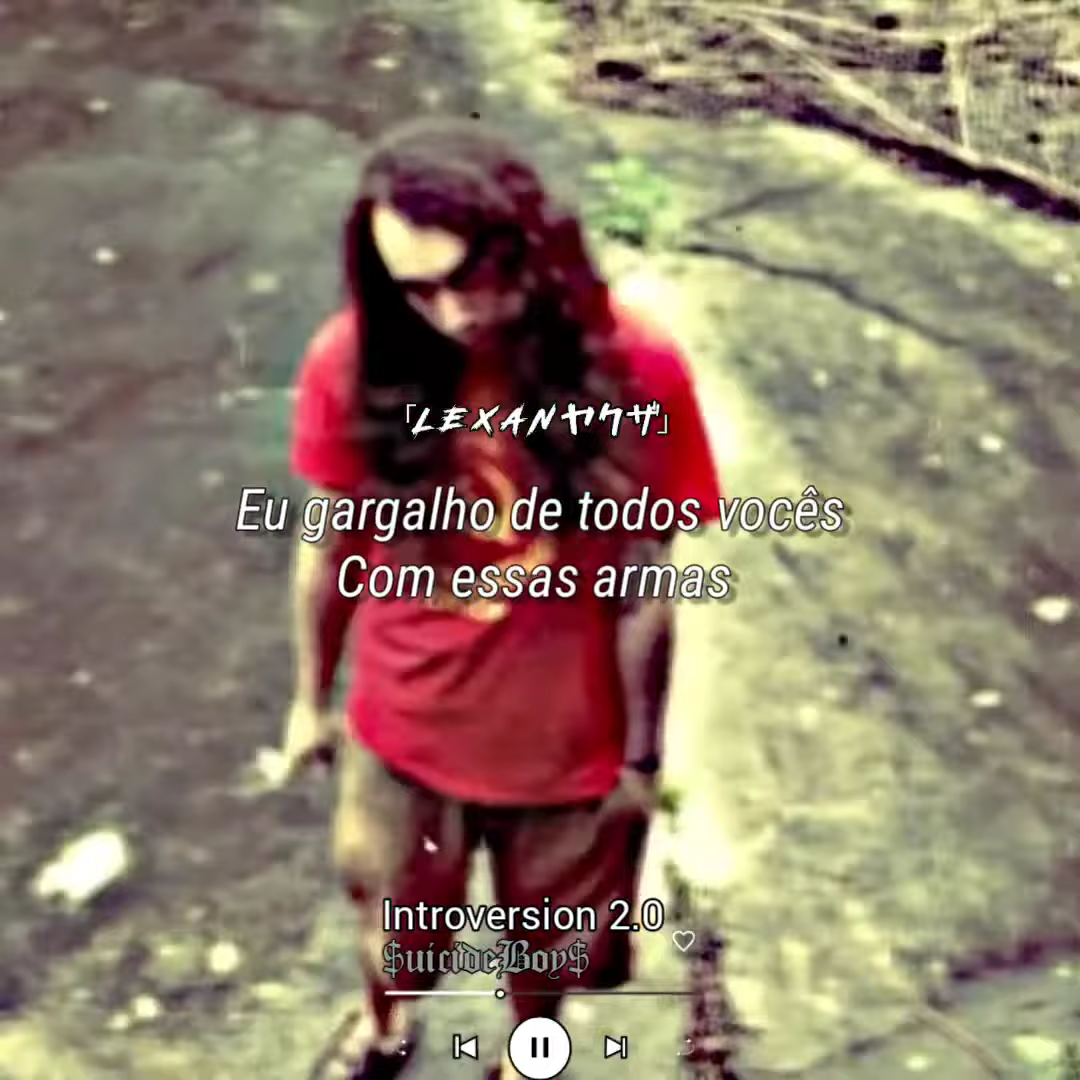 「LEXANヤクザ」
Eu gargalho de todos vocês
Com essas armas
Introversion 2.0
$uicideBoy$